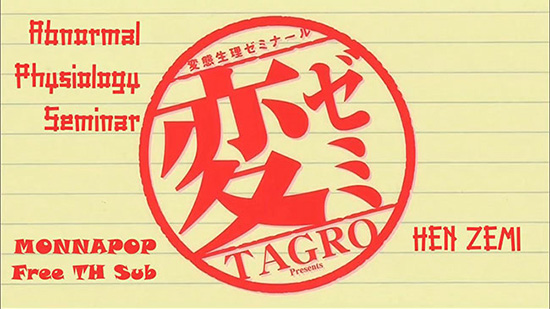 Abnormal
Physiology
Seminar
変態生理ゼミナール
変ゼミ
TAGRO
Presents
MONNAPOP
Free TH Sub
HEN ZEMI